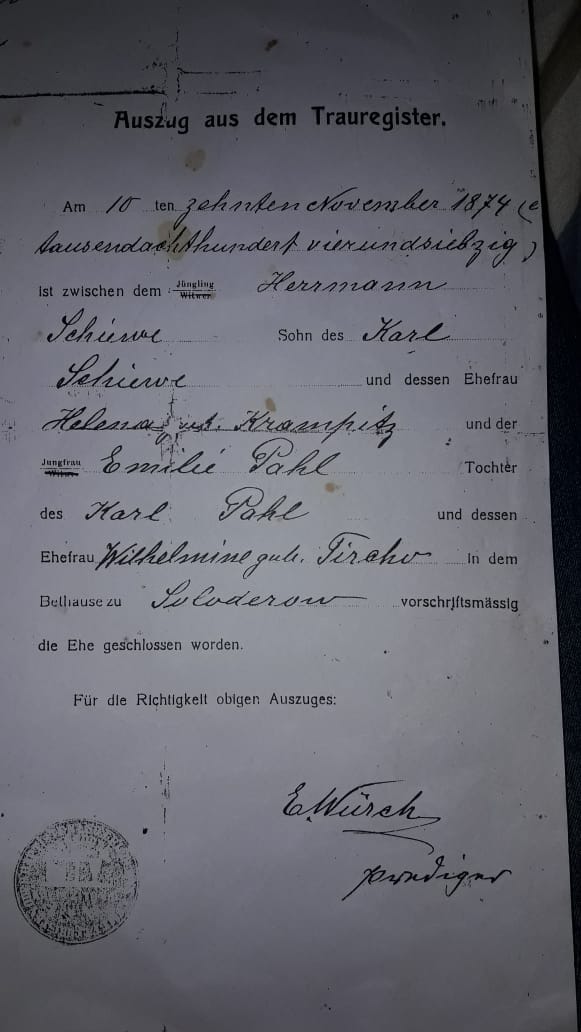 Auszug aus dem Trauregister.
Am 10 ten zehnten November 1874 (e
tausendachthundert vierundsiebzig)
ist zwischen dem Jüngling Witwer Herrmann
Schiewe Sohn des Karl
Schiewe und dessen Ehefrau
Helena geb. Krampitz und der
Jungfrau Witwe Emilie Pahl Tochter
des Karl Pahl und dessen
Ehefrau Wilhelmine geb. in dem
Bethause zu Soloderow vorschriftsmässig
die Ehe geschlossen worden.
Für die Richtigkeit obigen Auszuges:
E. Würch
prediger